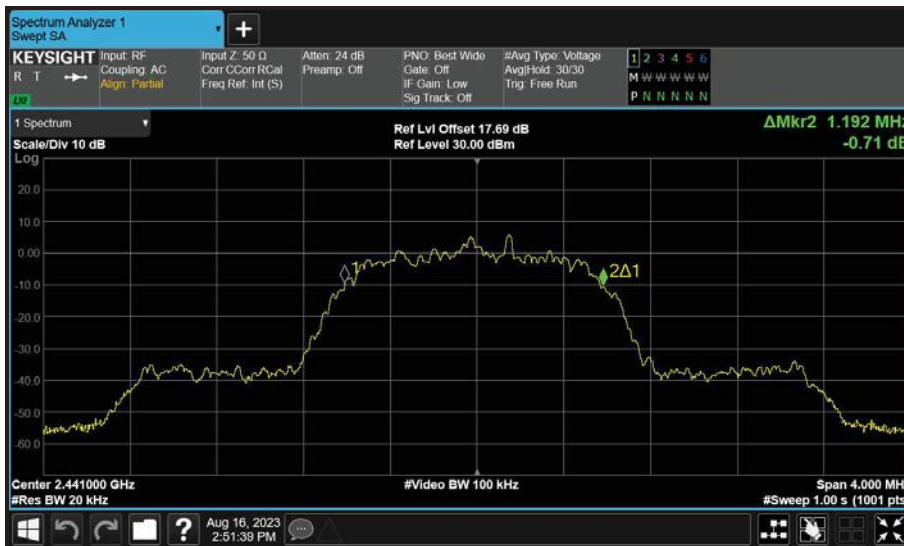 Spectrum Analyzer 1
Swept SA
+
KEYSIGHT
R T
LXI
Input: RF
Coupling: AC
Align: Partial
Input Z: 50 Ω
Corr CCorr RCal
Freq Ref: Int (S)
Atten: 24 dB
Preamp: Off
PNO: Best Wide
Gate: Off
IF Gain: Low
Sig Track: Off
#Avg Type: Voltage
Avg|Hold: 30/30
Trig: Free Run
1 2 3 4 5 6
M W W W W W
P N N N N N
1 Spectrum
Scale/Div 10 dB
Log
Ref Lvl Offset 17.69 dB
Ref Level 30.00 dBm
ΔMkr2 1.192 MHz
-0.71 dB
20.0
10.0
0.00
-10.0
-20.0
-30.0
-40.0
-50.0
-60.0
1
2Δ1
Center 2.441000 GHz
#Res BW 20 kHz
#Video BW 100 kHz
Span 4.000 MH
#Sweep 1.00 s (1001 pts
?
Aug 16, 2023
2:51:39 PM